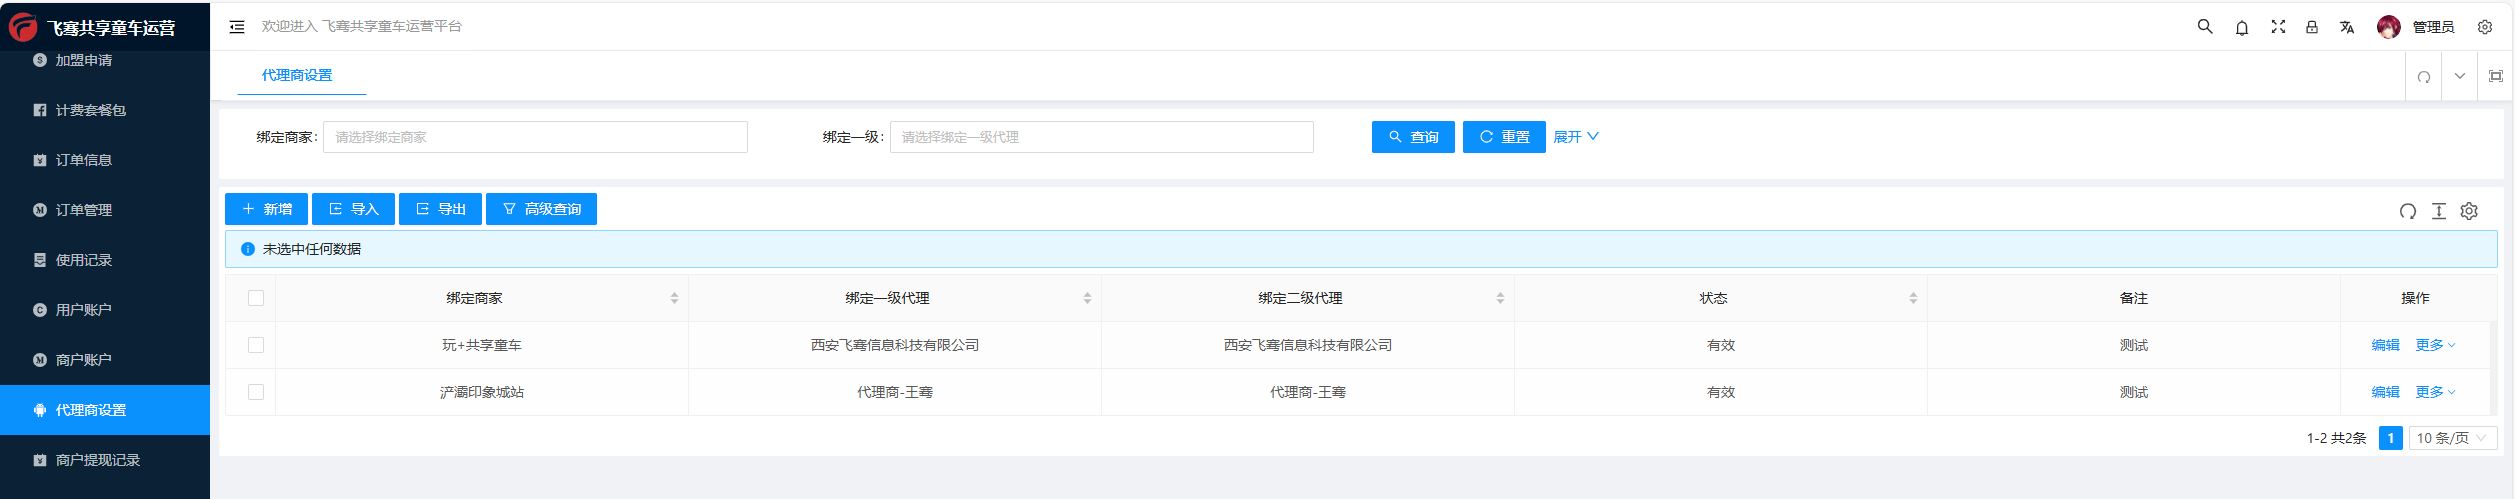 飞骞共享童车运营
欢迎进入 飞骞共享童车运营平台
管理员
加盟申请
计费套餐包
订单信息
订单管理
使用记录
用户账户
商户账户
代理商设置
商户提现记录
代理商设置
绑定商家: 请选择绑定商家 绑定一级: 请选择绑定一级代理 查询 重置 展开
新增 导入 导出 高级查询
未选中任何数据
绑定商家 绑定一级代理 绑定二级代理 状态 备注 操作
玩+共享童车 西安飞骞信息科技有限公司 西安飞骞信息科技有限公司 有效 测试 编辑 更多
浐灞印象城站 代理商-王骞 代理商-王骞 有效 测试 编辑 更多
1-2 共2条 1 10 条/页